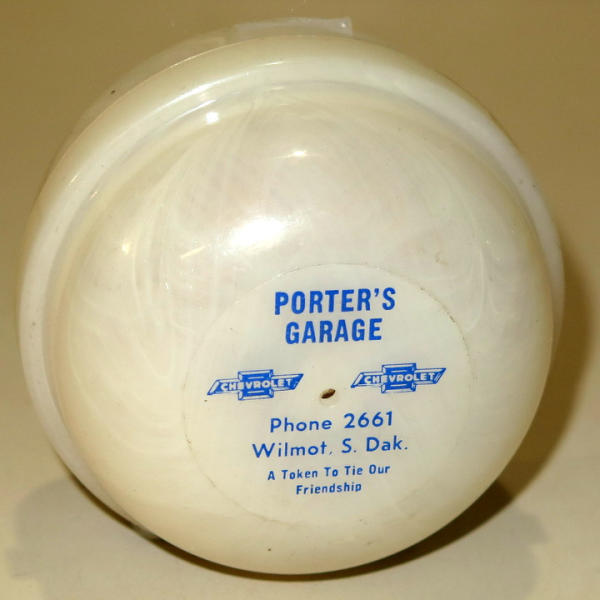 PORTER'S
GARAGE
CHEVROLET CHEVROLET
Phone 2661
Wilmot, S. Dak.
A Token To Tie Our
Friendship